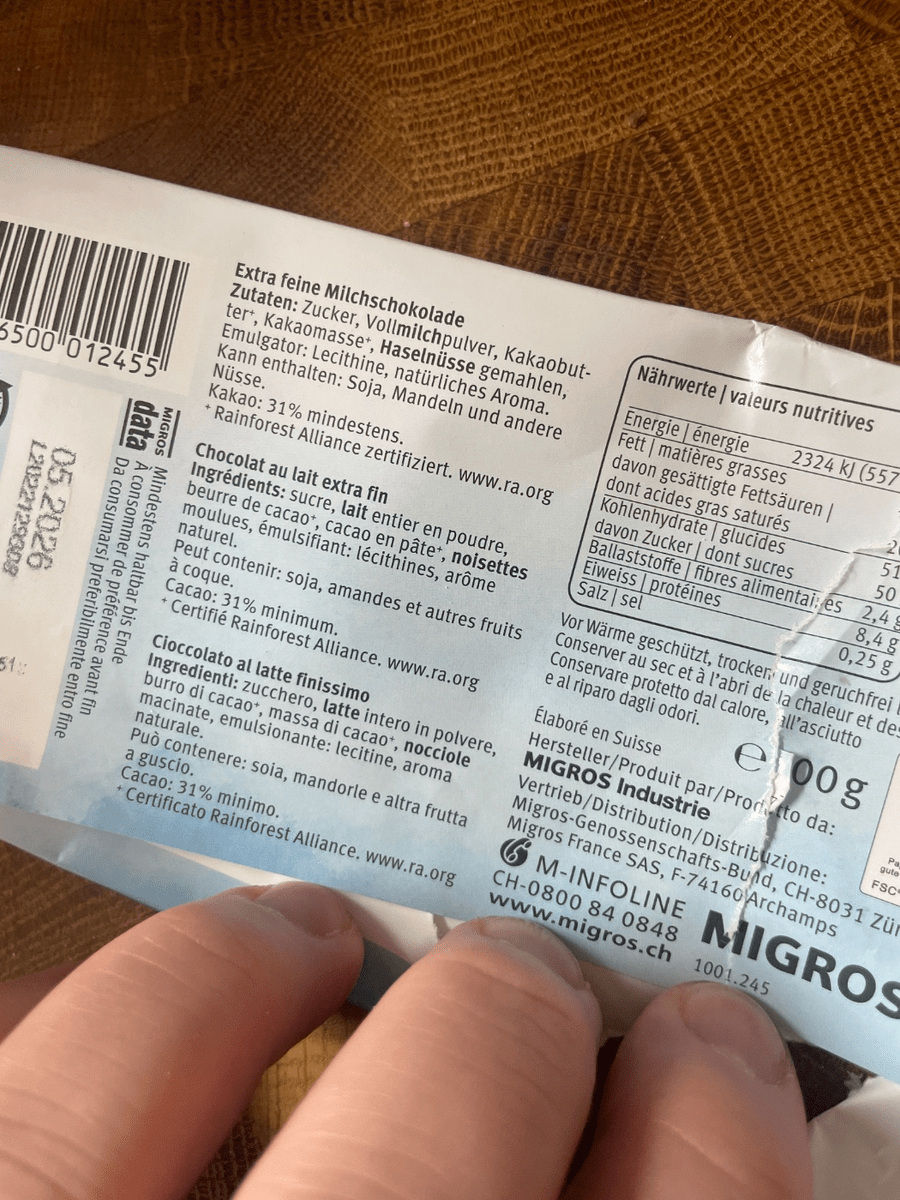 6500 012455
MIGROS
data
Mindestens haltbar bis Ende
À consommer de préférence avant fin
Da consumarsi preferibilmente entro fine
05.2026
Extra feine Milchschokolade
Zutaten: Zucker, Vollmilchpulver, Kakaobut-
ter⁺, Kakaomasse⁺, Haselnüsse gemahlen,
Emulgator: Lecithine, natürliches Aroma.
Kann enthalten: Soja, Mandeln und andere
Nüsse.
Kakao: 31% mindestens.
⁺ Rainforest Alliance zertifiziert. www.ra.org
Chocolat au lait extra fin
Ingrédients: sucre, lait entier en poudre,
beurre de cacao⁺, cacao en pâte⁺, noisettes
moulues, émulsifiant: lécithines, arôme
naturel.
Peut contenir: soja, amandes et autres fruits
à coque.
Cacao: 31% minimum.
⁺ Certifié Rainforest Alliance. www.ra.org
Cioccolato al latte finissimo
Ingredienti: zucchero, latte intero in polvere,
burro di cacao⁺, massa di cacao⁺, nocciole
macinate, emulsionante: lecitine, aroma
naturale.
Può contenere: soia, mandorle e altra frutta
a guscio.
Cacao: 31% minimo.
⁺ Certificato Rainforest Alliance. www.ra.org
Nährwerte | valeurs nutritives
Energie | énergie 2324 kJ (557
Fett | matières grasses
davon gesättigte Fettsäuren |
dont acides gras saturés
Kohlenhydrate | glucides 51
davon Zucker | dont sucres 50
Ballaststoffe | fibres alimentaires 2,4 g
Eiweiss | protéines 8,4 g
Salz | sel 0,25 g
Vor Wärme geschützt, trocken und geruchfrei
Conserver au sec et à l'abri de la chaleur et des
Conservare protetto dal calore, all'asciutto
e al riparo dagli odori.
Élaboré en Suisse
℮ 00 g
Hersteller/Produit par/Prodotto da:
MIGROS Industrie
Vertrieb/Distribution/Distribuzione:
Migros-Genossenschafts-Bund, CH-8031 Zür
Migros France SAS, F-74160 Archamps
M-INFOLINE
CH-0800 84 0848
www.migros.ch
MIGROS
1001.245
FSC